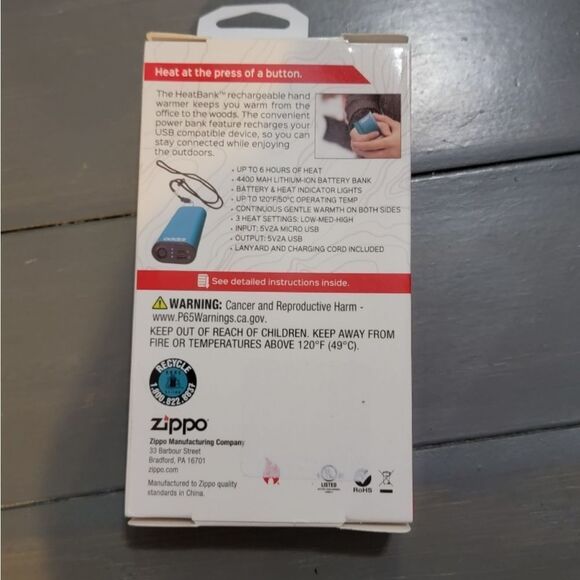 Heat at the press of a button.
The HeatBank™ rechargeable hand
warmer keeps you warm from the
office to the woods. The convenient
power bank feature recharges your
USB compatible device, so you can
stay connected while enjoying
the outdoors.
• UP TO 6 HOURS OF HEAT
• 4400 MAH LITHIUM-ION BATTERY BANK
• BATTERY & HEAT INDICATOR LIGHTS
• UP TO 120°F/50°C OPERATING TEMP
• CONTINUOUS GENTLE WARMTH ON BOTH SIDES
• 3 HEAT SETTINGS: LOW-MED-HIGH
• INPUT: 5V2A MICRO USB
• OUTPUT: 5V2A USB
• LANYARD AND CHARGING CORD INCLUDED
See detailed instructions inside.
WARNING: Cancer and Reproductive Harm -
www.P65Warnings.ca.gov.
KEEP OUT OF REACH OF CHILDREN. KEEP AWAY FROM
FIRE OR TEMPERATURES ABOVE 120°F (49°C).
RECYCLE
1.800.822.8837
zippo
Zippo Manufacturing Company
33 Barbour Street
Bradford, PA 16701
zippo.com
Manufactured to Zippo quality
standards in China.
UL
LISTED
RoHS